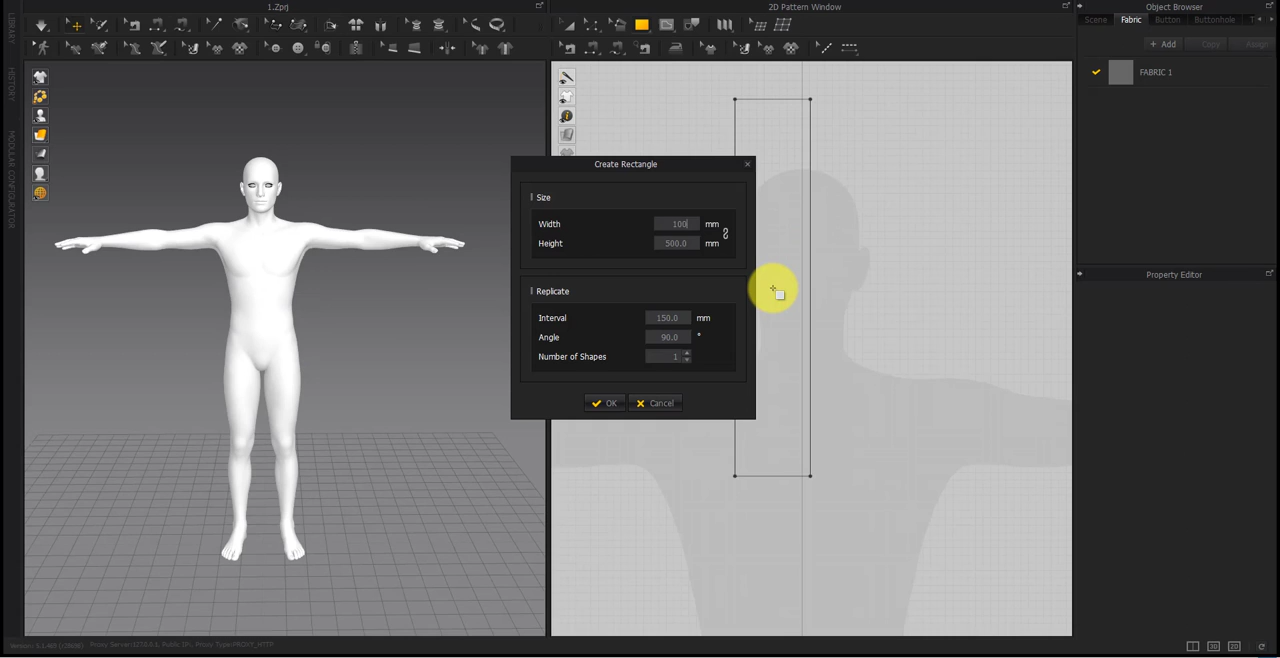 1.Zprj
2D Pattern Window
Object Browser
Scene Fabric Button Buttonhole
+ Add Copy Assign
FABRIC 1
LIBRARY
HISTORY
MODULAR CONFIGURATOR
Create Rectangle
Size
Width 100 mm
Height 500.0 mm
Replicate
Interval 150.0 mm
Angle 90.0 °
Number of Shapes 1
OK Cancel
Property Editor
3D 2D